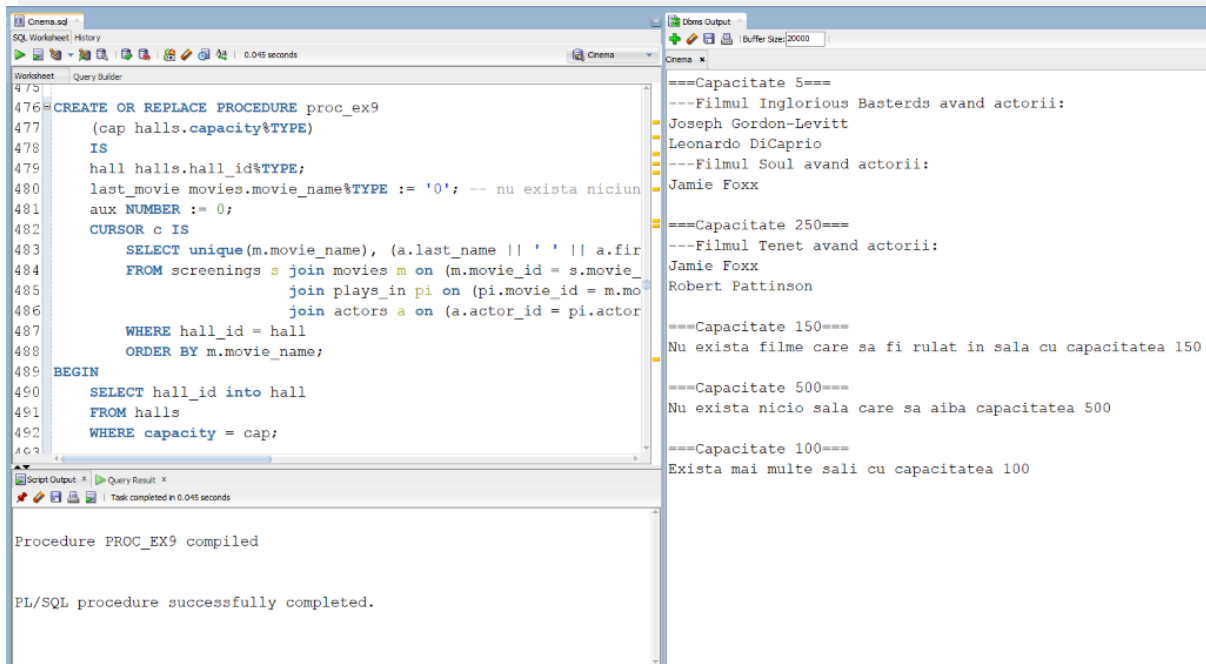 Cinema.sql
SQL Worksheet History
0.045 seconds
Cinema
Worksheet Query Builder
475
476 CREATE OR REPLACE PROCEDURE proc_ex9
477 (cap halls.capacity%TYPE)
478 IS
479 hall halls.hall_id%TYPE;
480 last_movie movies.movie_name%TYPE := '0'; -- nu exista niciun
481 aux NUMBER := 0;
482 CURSOR c IS
483 SELECT unique(m.movie_name), (a.last_name || ' ' || a.fir
484 FROM screenings s join movies m on (m.movie_id = s.movie_
485 join plays_in pi on (pi.movie_id = m.mo
486 join actors a on (a.actor_id = pi.actor
487 WHERE hall_id = hall
488 ORDER BY m.movie_name;
489 BEGIN
490 SELECT hall_id into hall
491 FROM halls
492 WHERE capacity = cap;
493
Script Output Query Result
Task completed in 0.045 seconds
Procedure PROC_EX9 compiled
PL/SQL procedure successfully completed.
Dbms Output
Buffer Size: 20000
Cinema
===Capacitate 5===
---Filmul Inglorious Basterds avand actorii:
Joseph Gordon-Levitt
Leonardo DiCaprio
---Filmul Soul avand actorii:
Jamie Foxx
===Capacitate 250===
---Filmul Tenet avand actorii:
Jamie Foxx
Robert Pattinson
===Capacitate 150===
Nu exista filme care sa fi rulat in sala cu capacitatea 150
===Capacitate 500===
Nu exista nicio sala care sa aiba capacitatea 500
===Capacitate 100===
Exista mai multe sali cu capacitatea 100